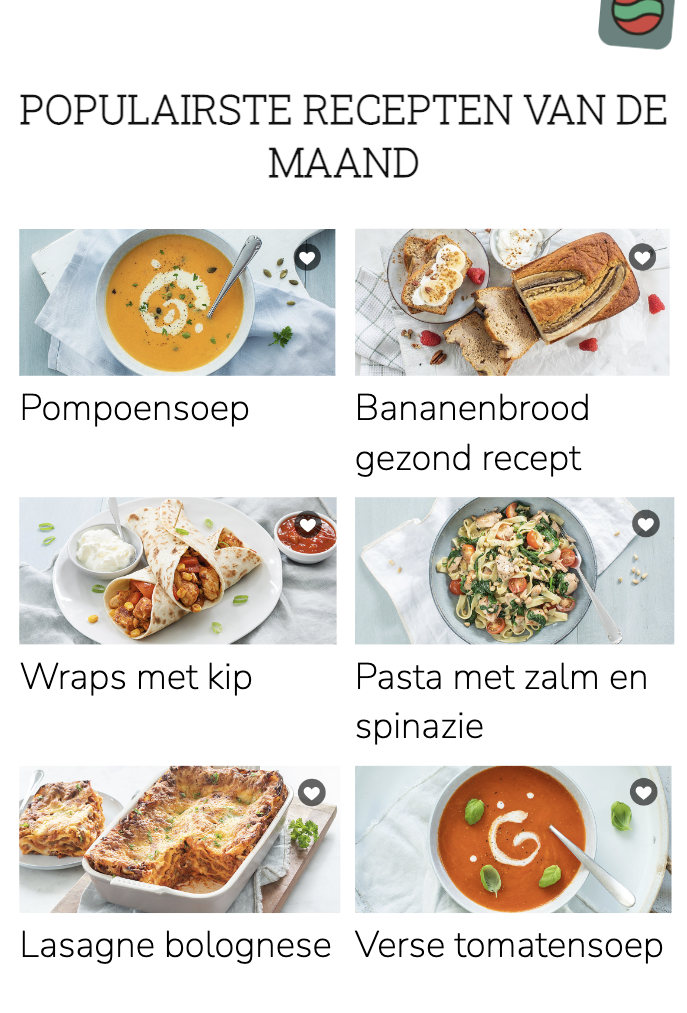 POPULAIRSTE RECEPTEN VAN DE
MAAND
Pompoensoep
Bananenbrood
gezond recept
Wraps met kip
Pasta met zalm en
spinazie
Lasagne bolognese
Verse tomatensoep